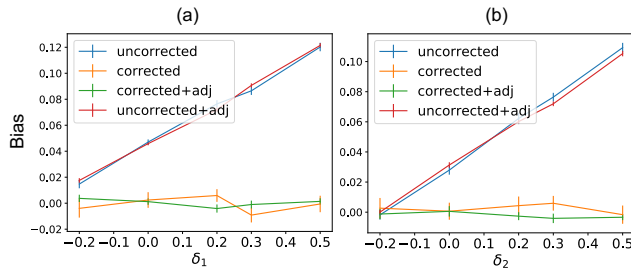 (a)
0.12
0.10
0.08
0.06
0.04
0.02
0.00
−0.02
Bias
uncorrected
corrected
corrected+adj
uncorrected+adj
−0.2 −0.1 0.0 0.1 0.2 0.3 0.4 0.5
δ1
(b)
0.10
0.08
0.06
0.04
0.02
0.00
uncorrected
corrected
corrected+adj
uncorrected+adj
−0.2 −0.1 0.0 0.1 0.2 0.3 0.4 0.5
δ2